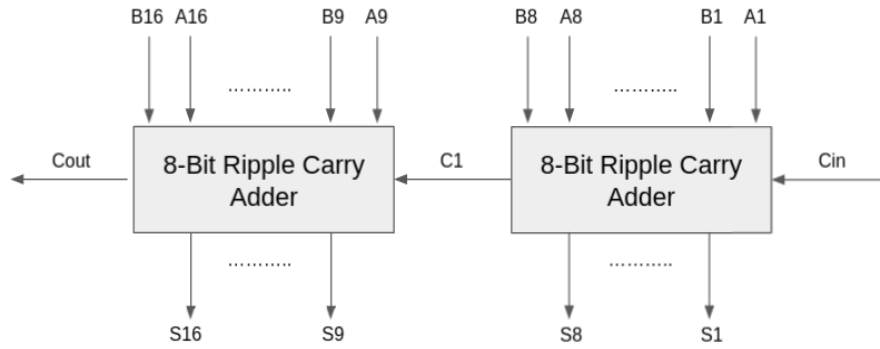 B16 A16 B9 A9 B8 A8 B1 A1
............ ............
Cout 8-Bit Ripple Carry Adder C1 8-Bit Ripple Carry Adder Cin
............ ............
S16 S9 S8 S1